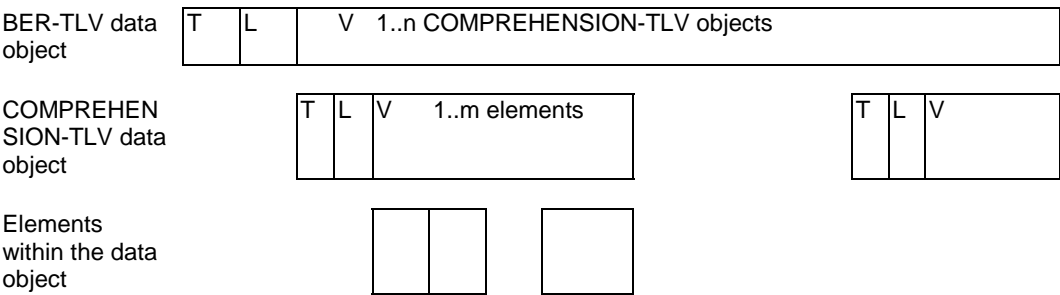 BER-TLV data
object
T L V 1..n COMPREHENSION-TLV objects
COMPREHEN
SION-TLV data
object
T L V 1..m elements
T L V
Elements
within the data
object